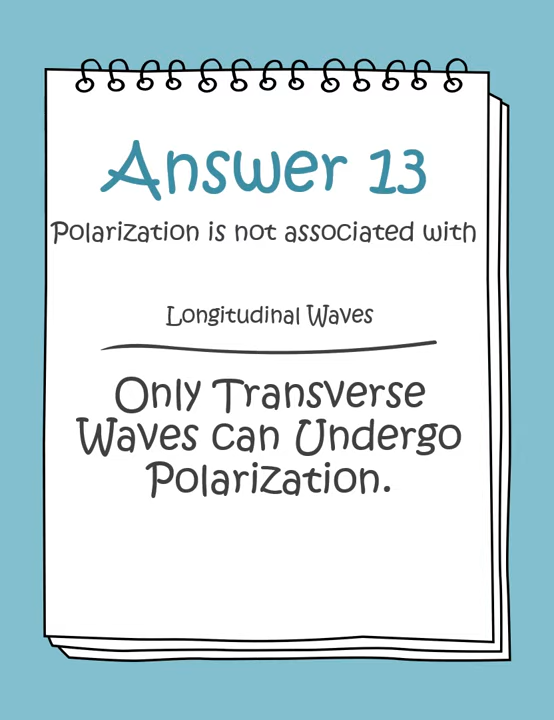 Answer 13
Polarization is not associated with
Longitudinal Waves
Only Transverse
Waves can Undergo
Polarization.